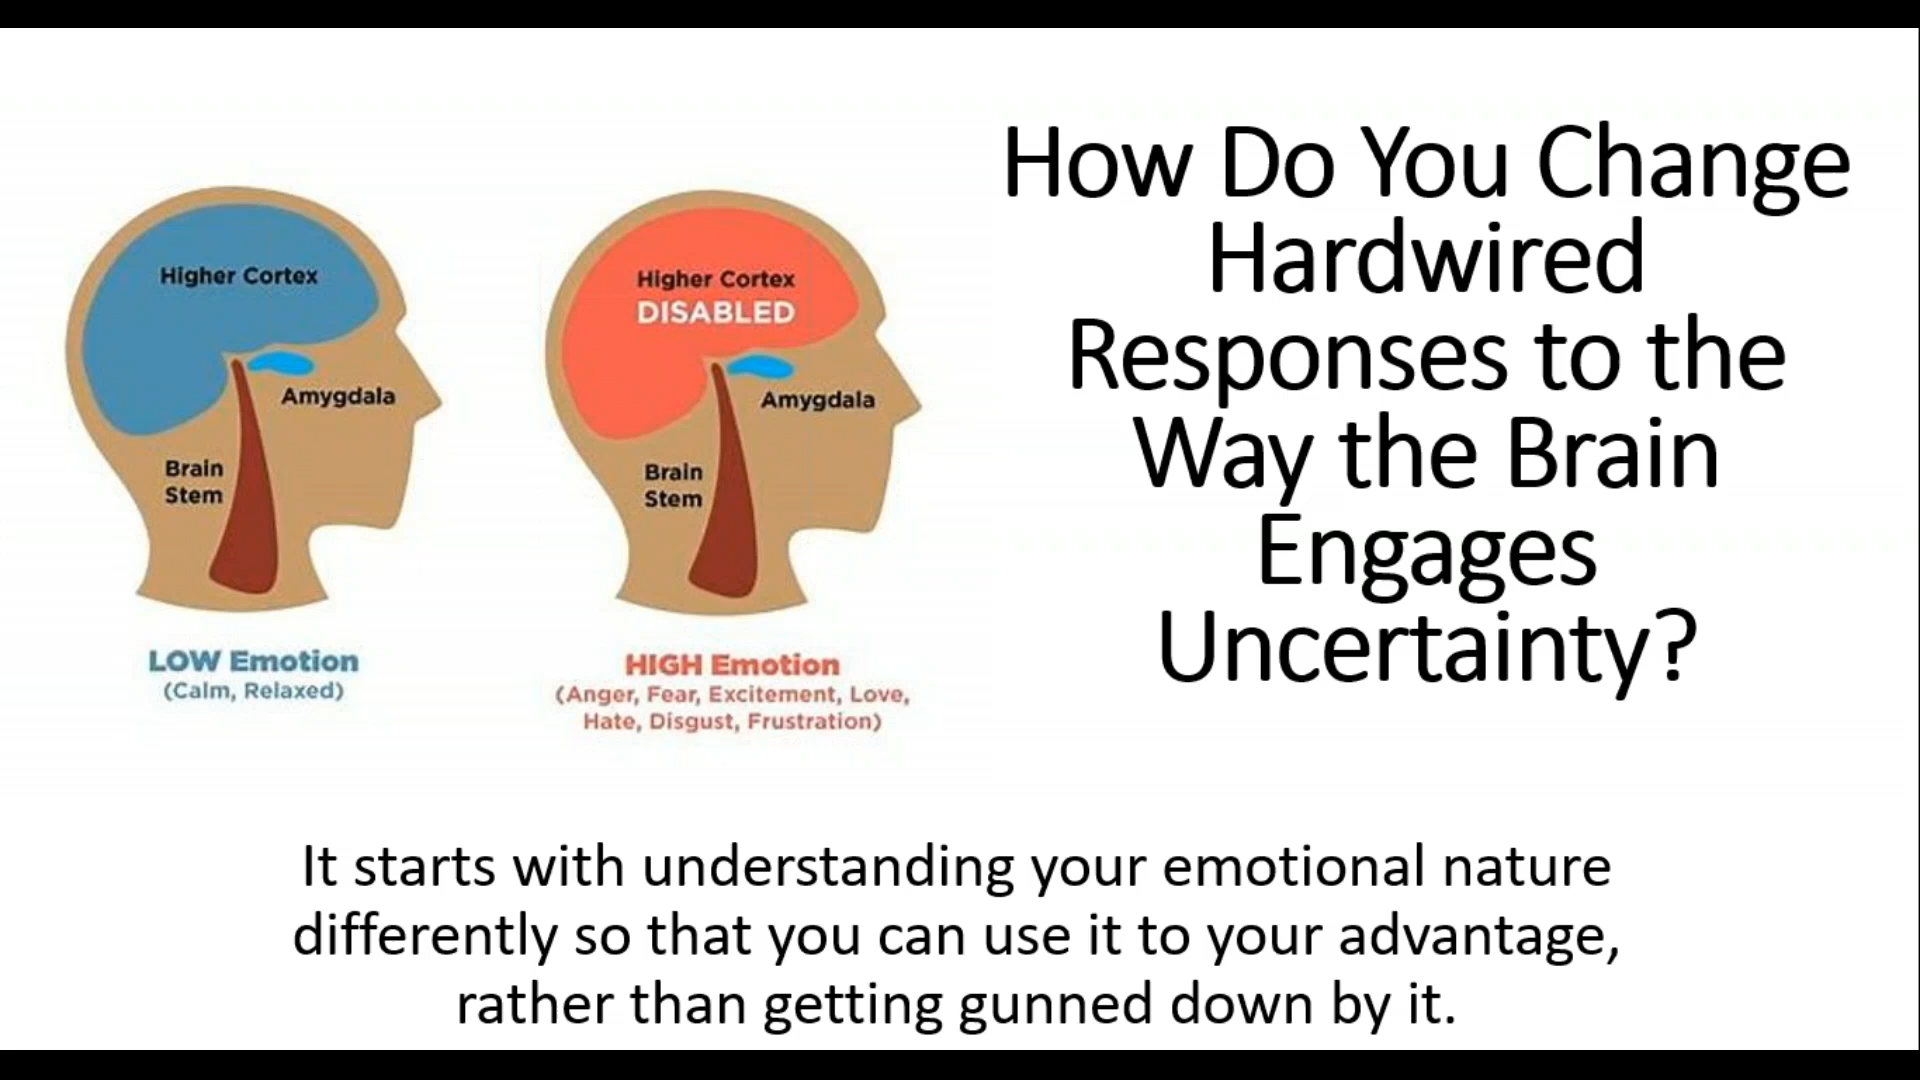 How Do You Change
Hardwired
Responses to the
Way the Brain
Engages
Uncertainty?
Higher Cortex
Amygdala
Brain
Stem
LOW Emotion
(Calm, Relaxed)
Higher Cortex
DISABLED
Amygdala
Brain
Stem
HIGH Emotion
(Anger, Fear, Excitement, Love,
Hate, Disgust, Frustration)
It starts with understanding your emotional nature
differently so that you can use it to your advantage,
rather than getting gunned down by it.